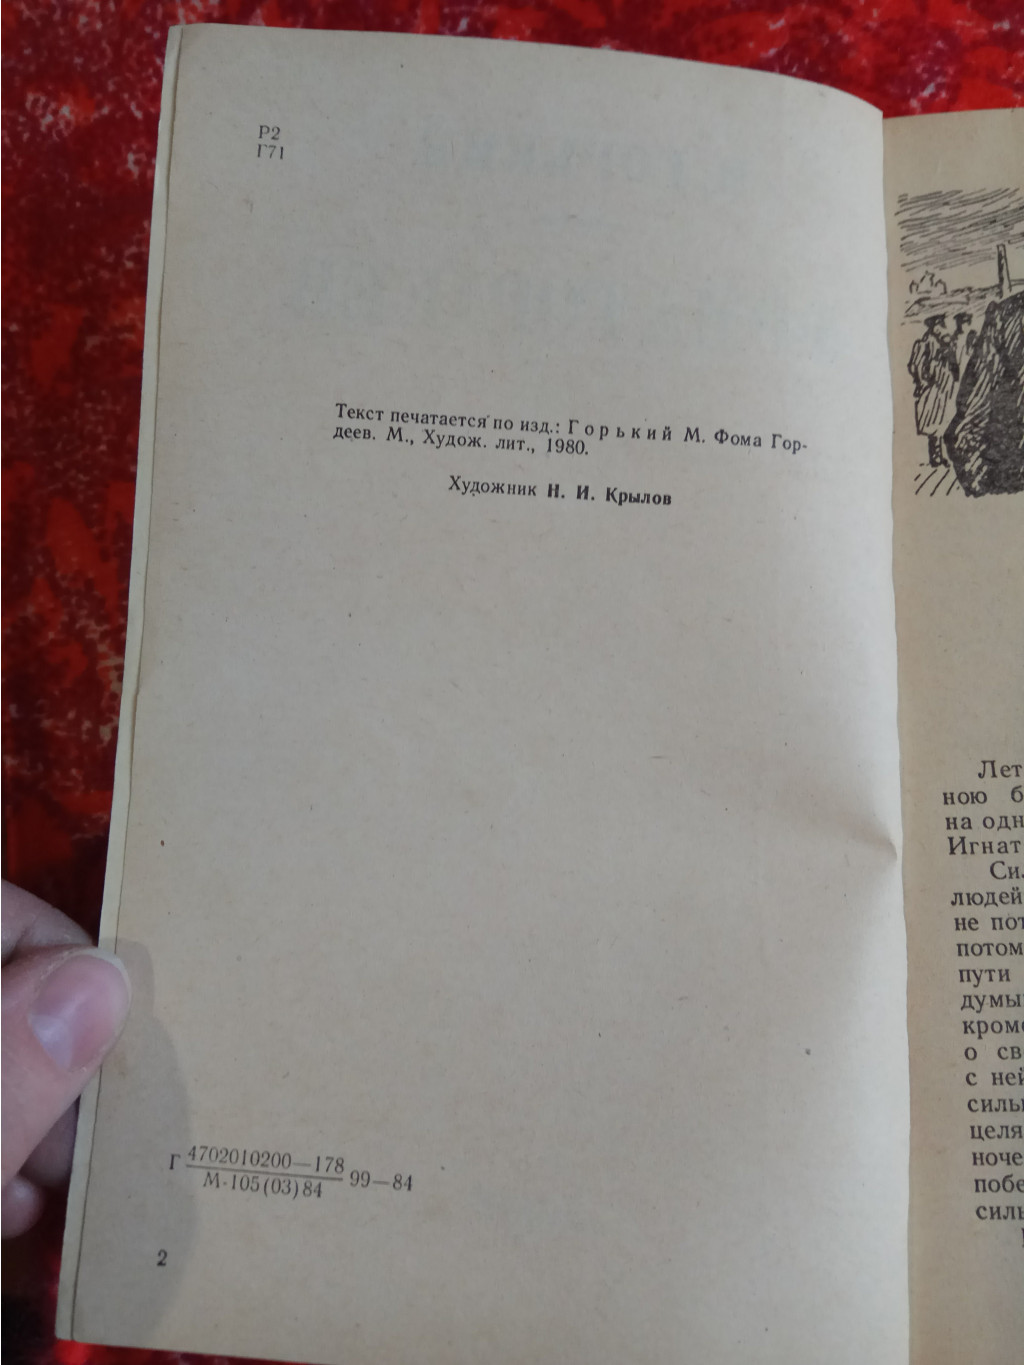 Р2
Г71
Текст печатается по изд.: Горький М. Фома Гор-
деев. М., Худож. лит., 1980.
Художник Н. И. Крылов
Г 4702010200—178
М-105(03)84 99—84
2
Лет
ною б
на одн
Игнат
Сил
людей
не пот
потом
пути
думы
кроме
о св
с ней
силы
целя
ноче
побе
силь